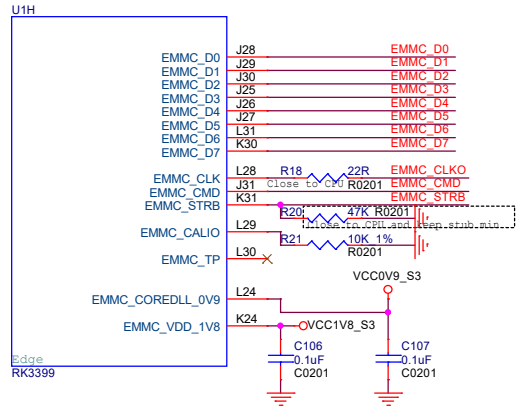 U1H
EMMC_D0 J28 EMMC_D0
EMMC_D1 J29 EMMC_D1
EMMC_D2 J30 EMMC_D2
EMMC_D3 J25 EMMC_D3
EMMC_D4 J26 EMMC_D4
EMMC_D5 J27 EMMC_D5
EMMC_D6 L31 EMMC_D6
EMMC_D7 K30 EMMC_D7
EMMC_CLK L28 R18 22R EMMC_CLKO
Close to CPU R0201
EMMC_CMD J31 EMMC_CMD
EMMC_STRB K31 EMMC_STRB
R20 47K R0201
Close to CPU and keep stub min
EMMC_CALIO L29 R21 10K_1%
R0201
EMMC_TP L30
VCC0V9_S3
EMMC_COREDLL_0V9 L24
EMMC_VDD_1V8 K24 VCC1V8_S3
C106 C107
0.1uF 0.1uF
C0201 C0201
Edge
RK3399